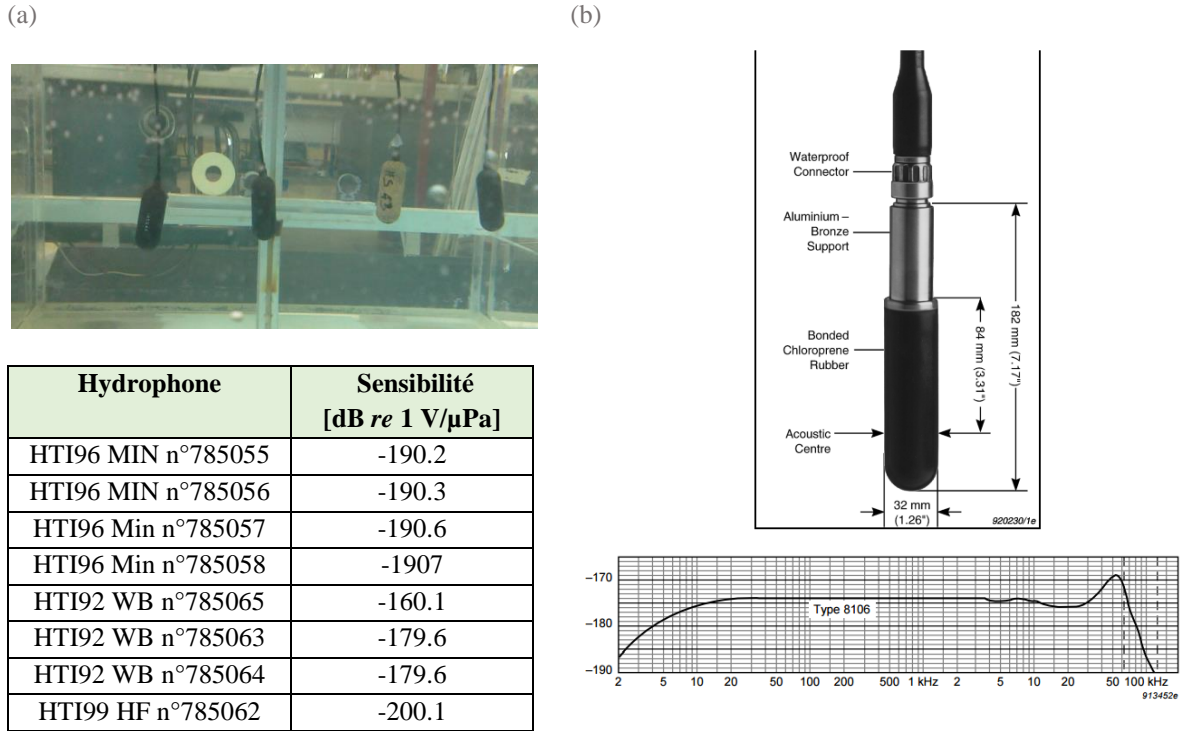 (a)
(b)
Hydrophone Sensibilité
[dB re 1 V/µPa]
HTI96 MIN n°785055 -190.2
HTI96 MIN n°785056 -190.3
HTI96 Min n°785057 -190.6
HTI96 Min n°785058 -1907
HTI92 WB n°785065 -160.1
HTI92 WB n°785063 -179.6
HTI92 WB n°785064 -179.6
HTI99 HF n°785062 -200.1
Waterproof
Connector
Aluminium –
Bronze
Support
Bonded
Chloroprene
Rubber
Acoustic
Centre
182 mm (7.17")
84 mm (3.31")
32 mm
(1.26")
920230/1e
–170
–180
–190
Type 8106
2 5 10 20 50 100 200 500 1 kHz 2 5 10 20 50 100 kHz
913452e